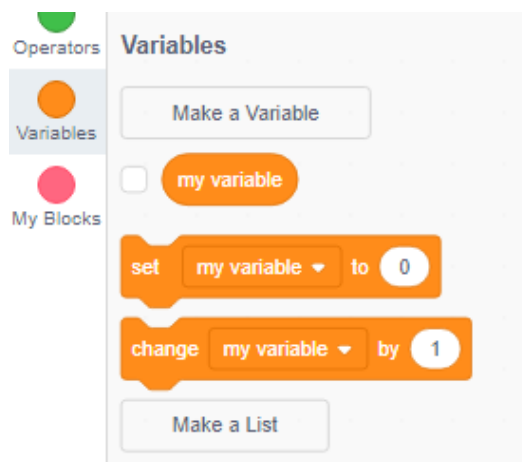 Operators
Variables
My Blocks
Variables
Make a Variable
my variable
set my variable to 0
change my variable by 1
Make a List